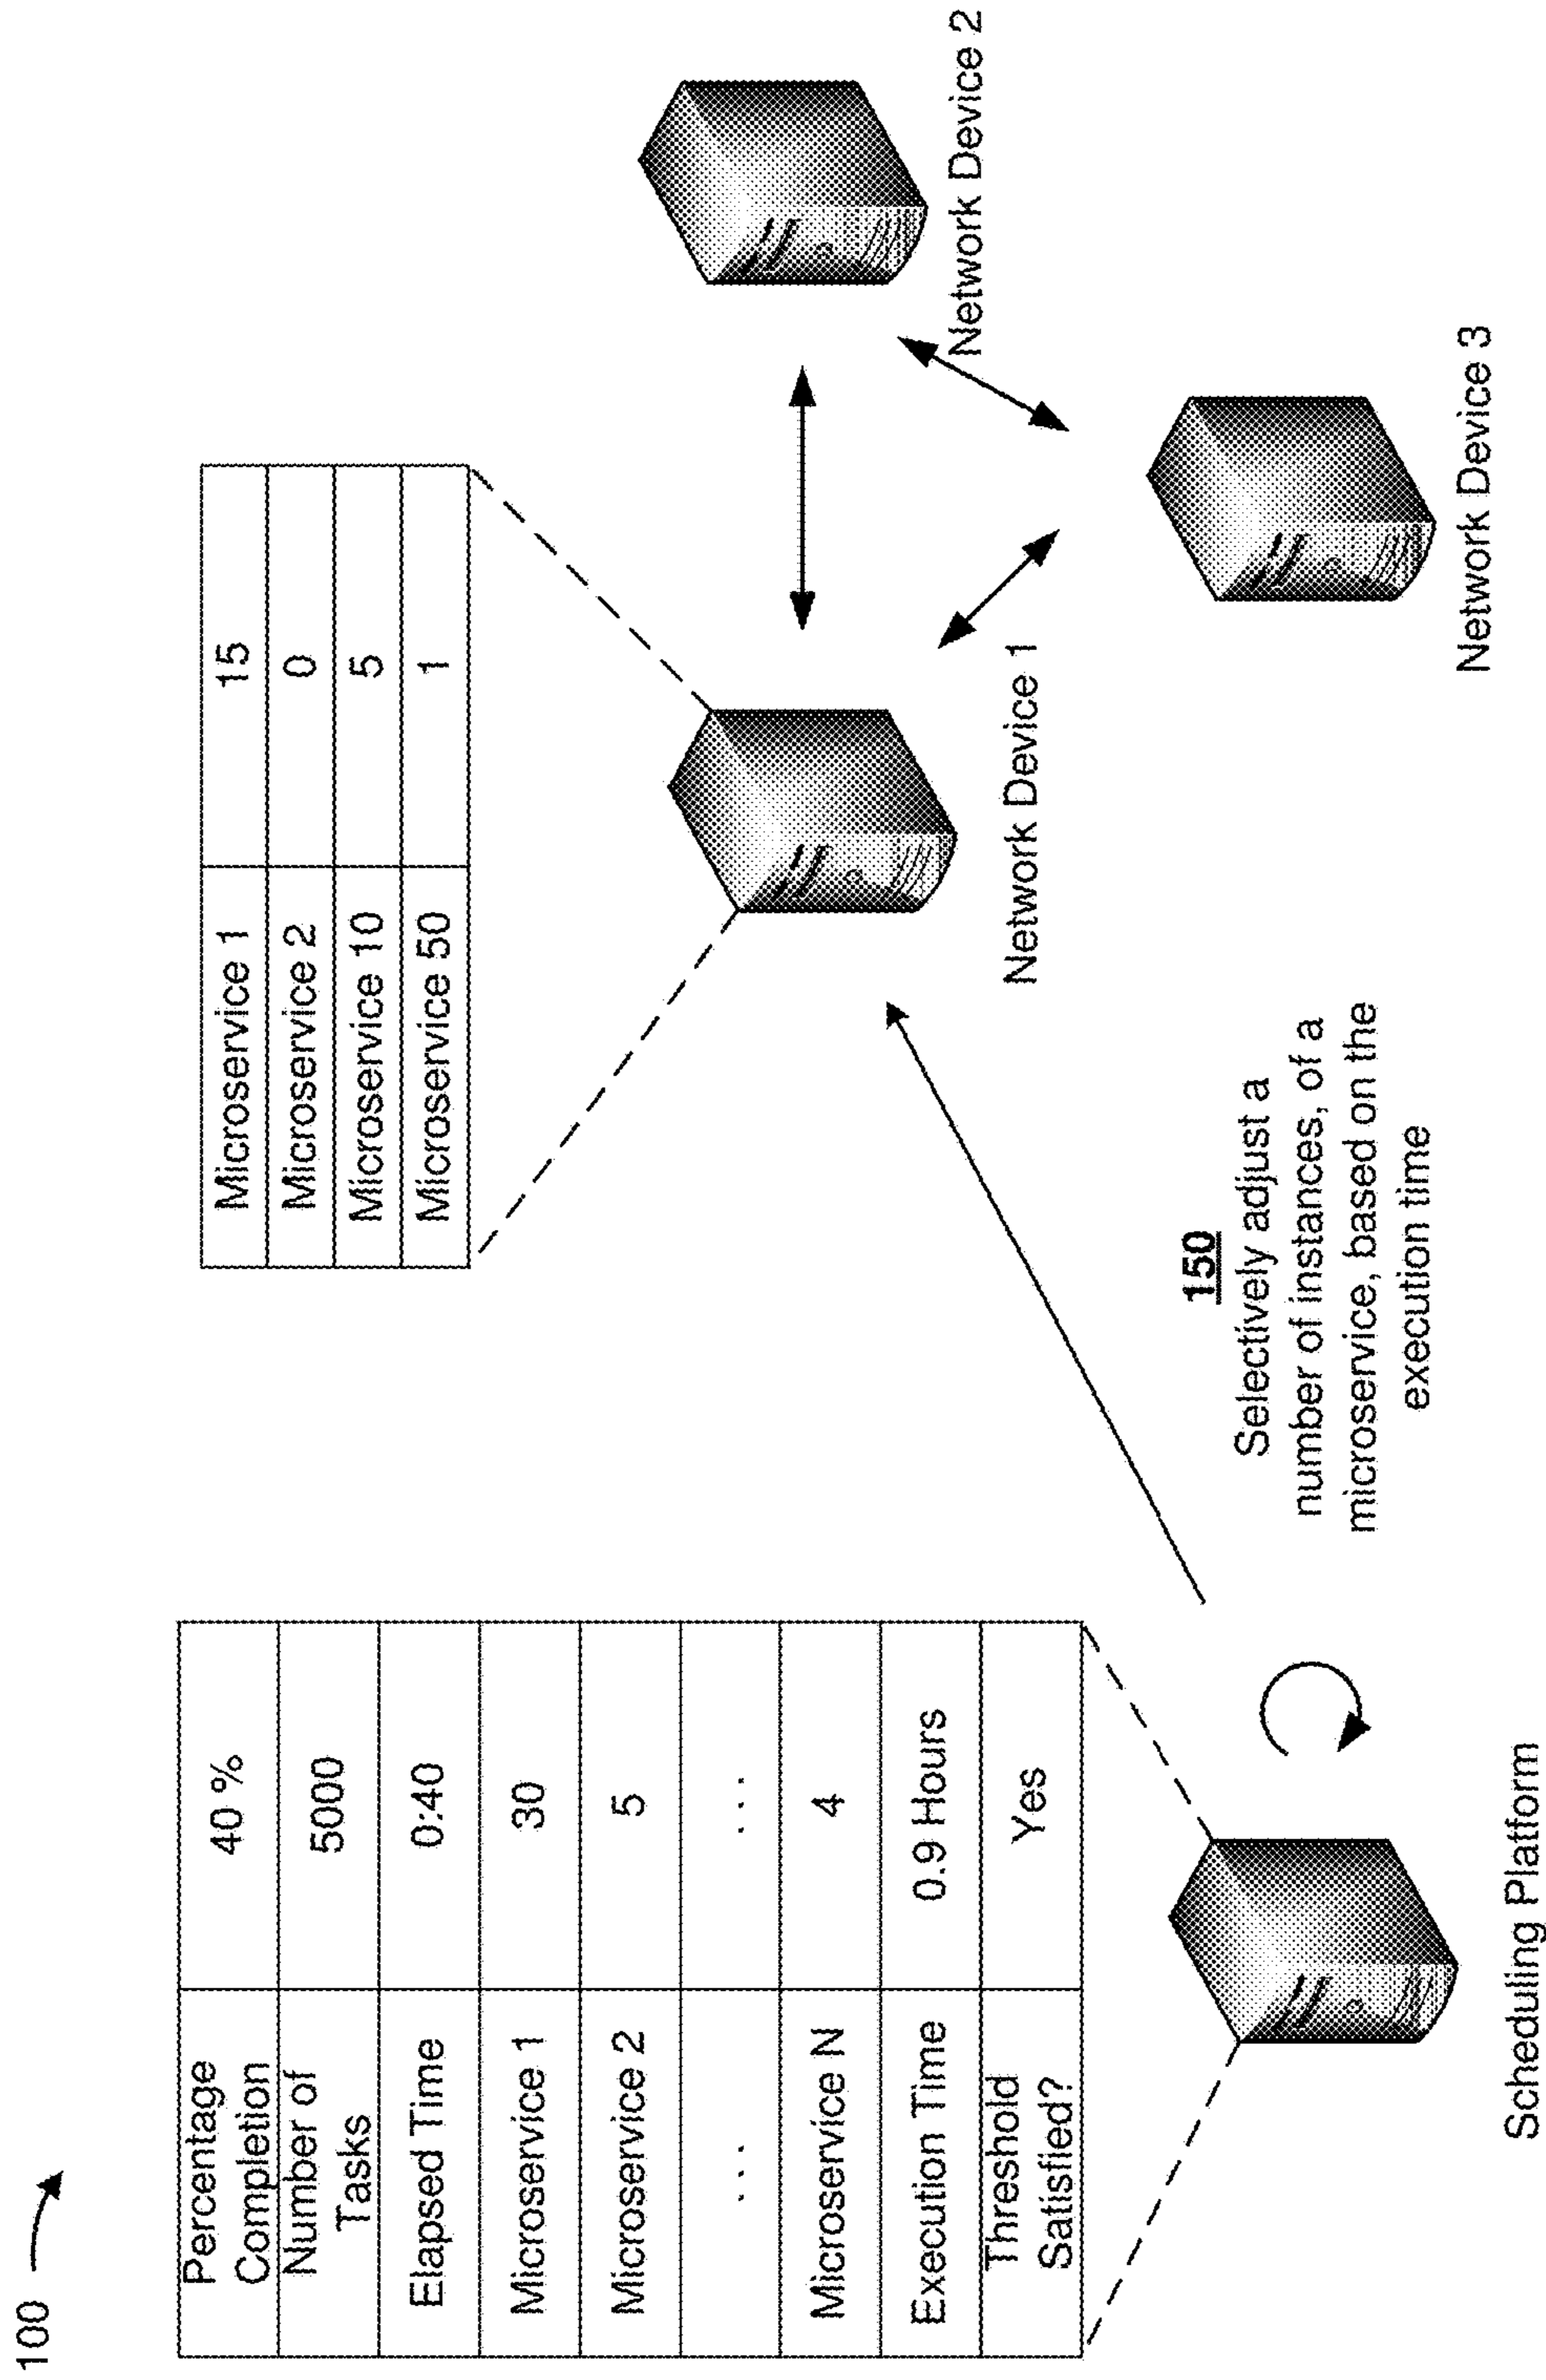 100
Percentage
Completion
40 %
Number of
Tasks
5000
Elapsed Time
0:40
Microservice 1
30
Microservice 2
5
. . .
. . .
Microservice N
4
Execution Time
0.9 Hours
Threshold
Satisfied?
Yes
Scheduling Platform
150
Selectively adjust a
number of instances, of a
microservice, based on the
execution time
Microservice 1
15
Microservice 2
0
Microservice 10
5
Microservice 50
1
Network Device 1
Network Device 2
Network Device 3